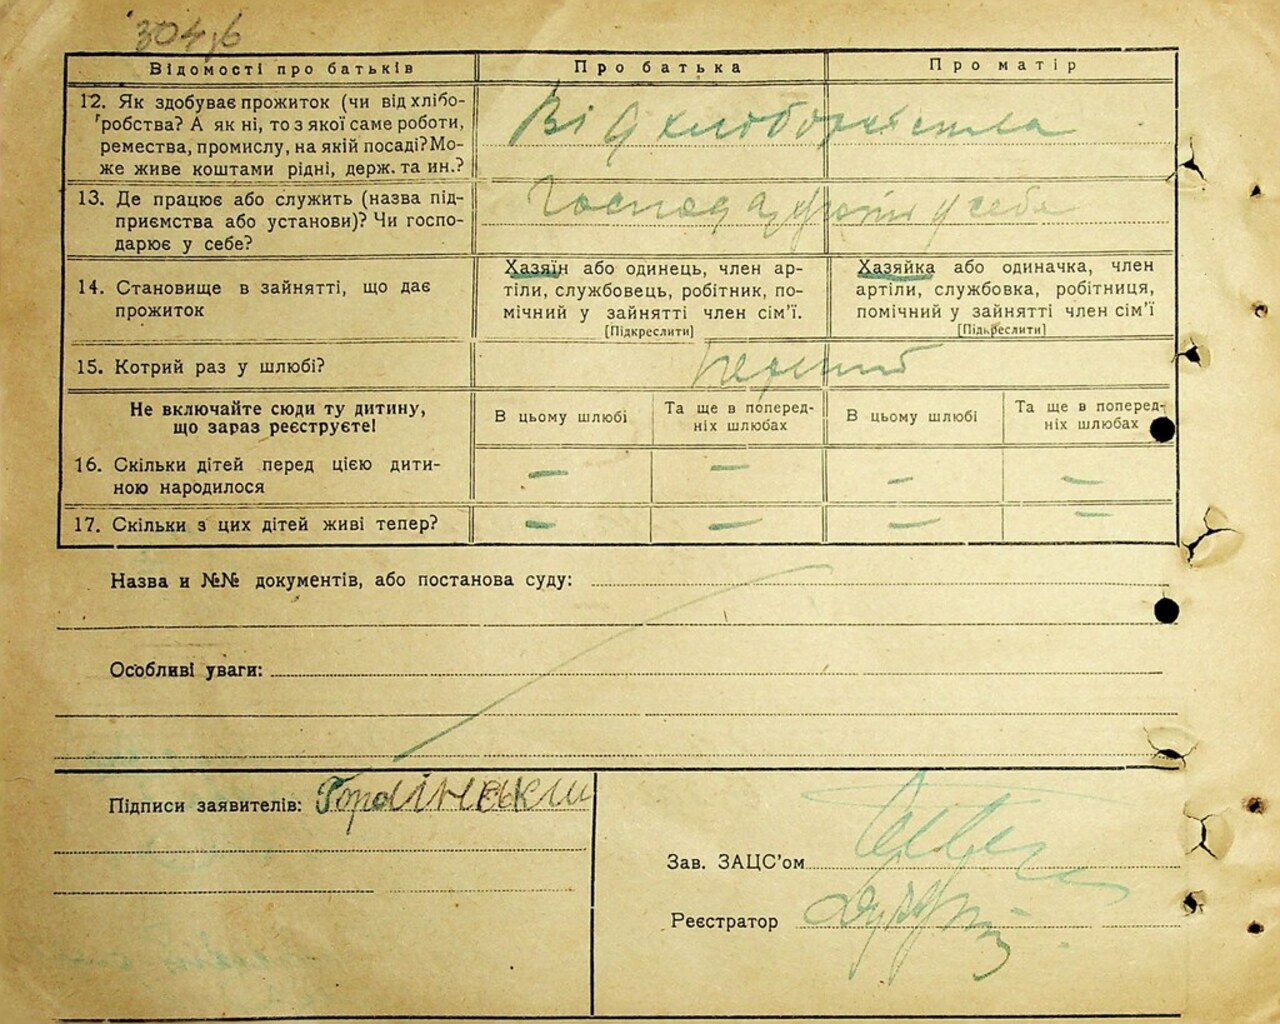 Відомості про батьків Про батька Про матір
12. Як здобуває прожиток (чи від хлібо-
робства? А як ні, то з якої саме роботи,
ремества, промислу, на якій посаді? Мо-
же живе коштами рідні, держ. та ин.?
Від хлібо
13. Де працює або служить (назва під-
приємства або установи)? Чи госпо-
дарює у себе?
у себе
14. Становище в зайнятті, що дає
прожиток
Хазяїн або одинець, член ар-
тіли, службовець, робітник, по-
мічний у зайнятті член сім'ї.
[Підкреслити]
Хазяйка або одиначка, член
артіли, службовка, робітниця,
помічний у зайнятті член сім'ї
[Підкреслити]
15. Котрий раз у шлюбі?
Перший
Не включайте сюди ту дитину,
що зараз реєструєте!
В цьому шлюбі
Та ще в поперед-
ніх шлюбах
В цьому шлюбі
Та ще в поперед-
ніх шлюбах
16. Скільки дітей перед цією дити-
ною народилося
— — — —
17. Скільки з цих дітей живі тепер?
— — — —
Назва и №№ документів, або постанова суду:
Особливі уваги:
Підписи заявителів:
Зав. ЗАЦС'ом
Реєстратор